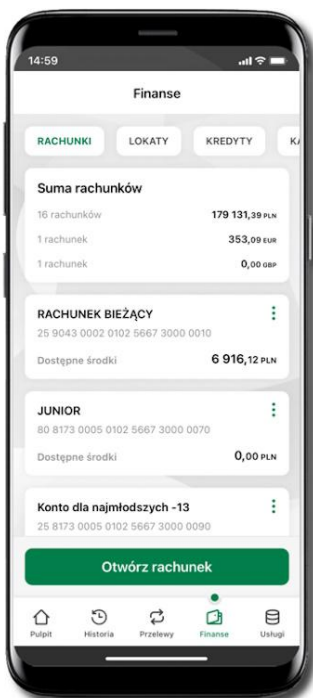 14:59
Finanse
RACHUNKI LOKATY KREDYTY
Suma rachunków
16 rachunków 179 131,39 PLN
1 rachunek 353,09 EUR
1 rachunek 0,00 GBP
RACHUNEK BIEŻĄCY
25 9043 0002 0102 5667 3000 0010
Dostępne środki 6 916,12 PLN
JUNIOR
80 8173 0005 0102 5667 3000 0070
Dostępne środki 0,00 PLN
Konto dla najmłodszych -13
25 8173 0005 0102 5667 3000 0090
Otwórz rachunek
Pulpit Historia Przelewy Finanse Usługi